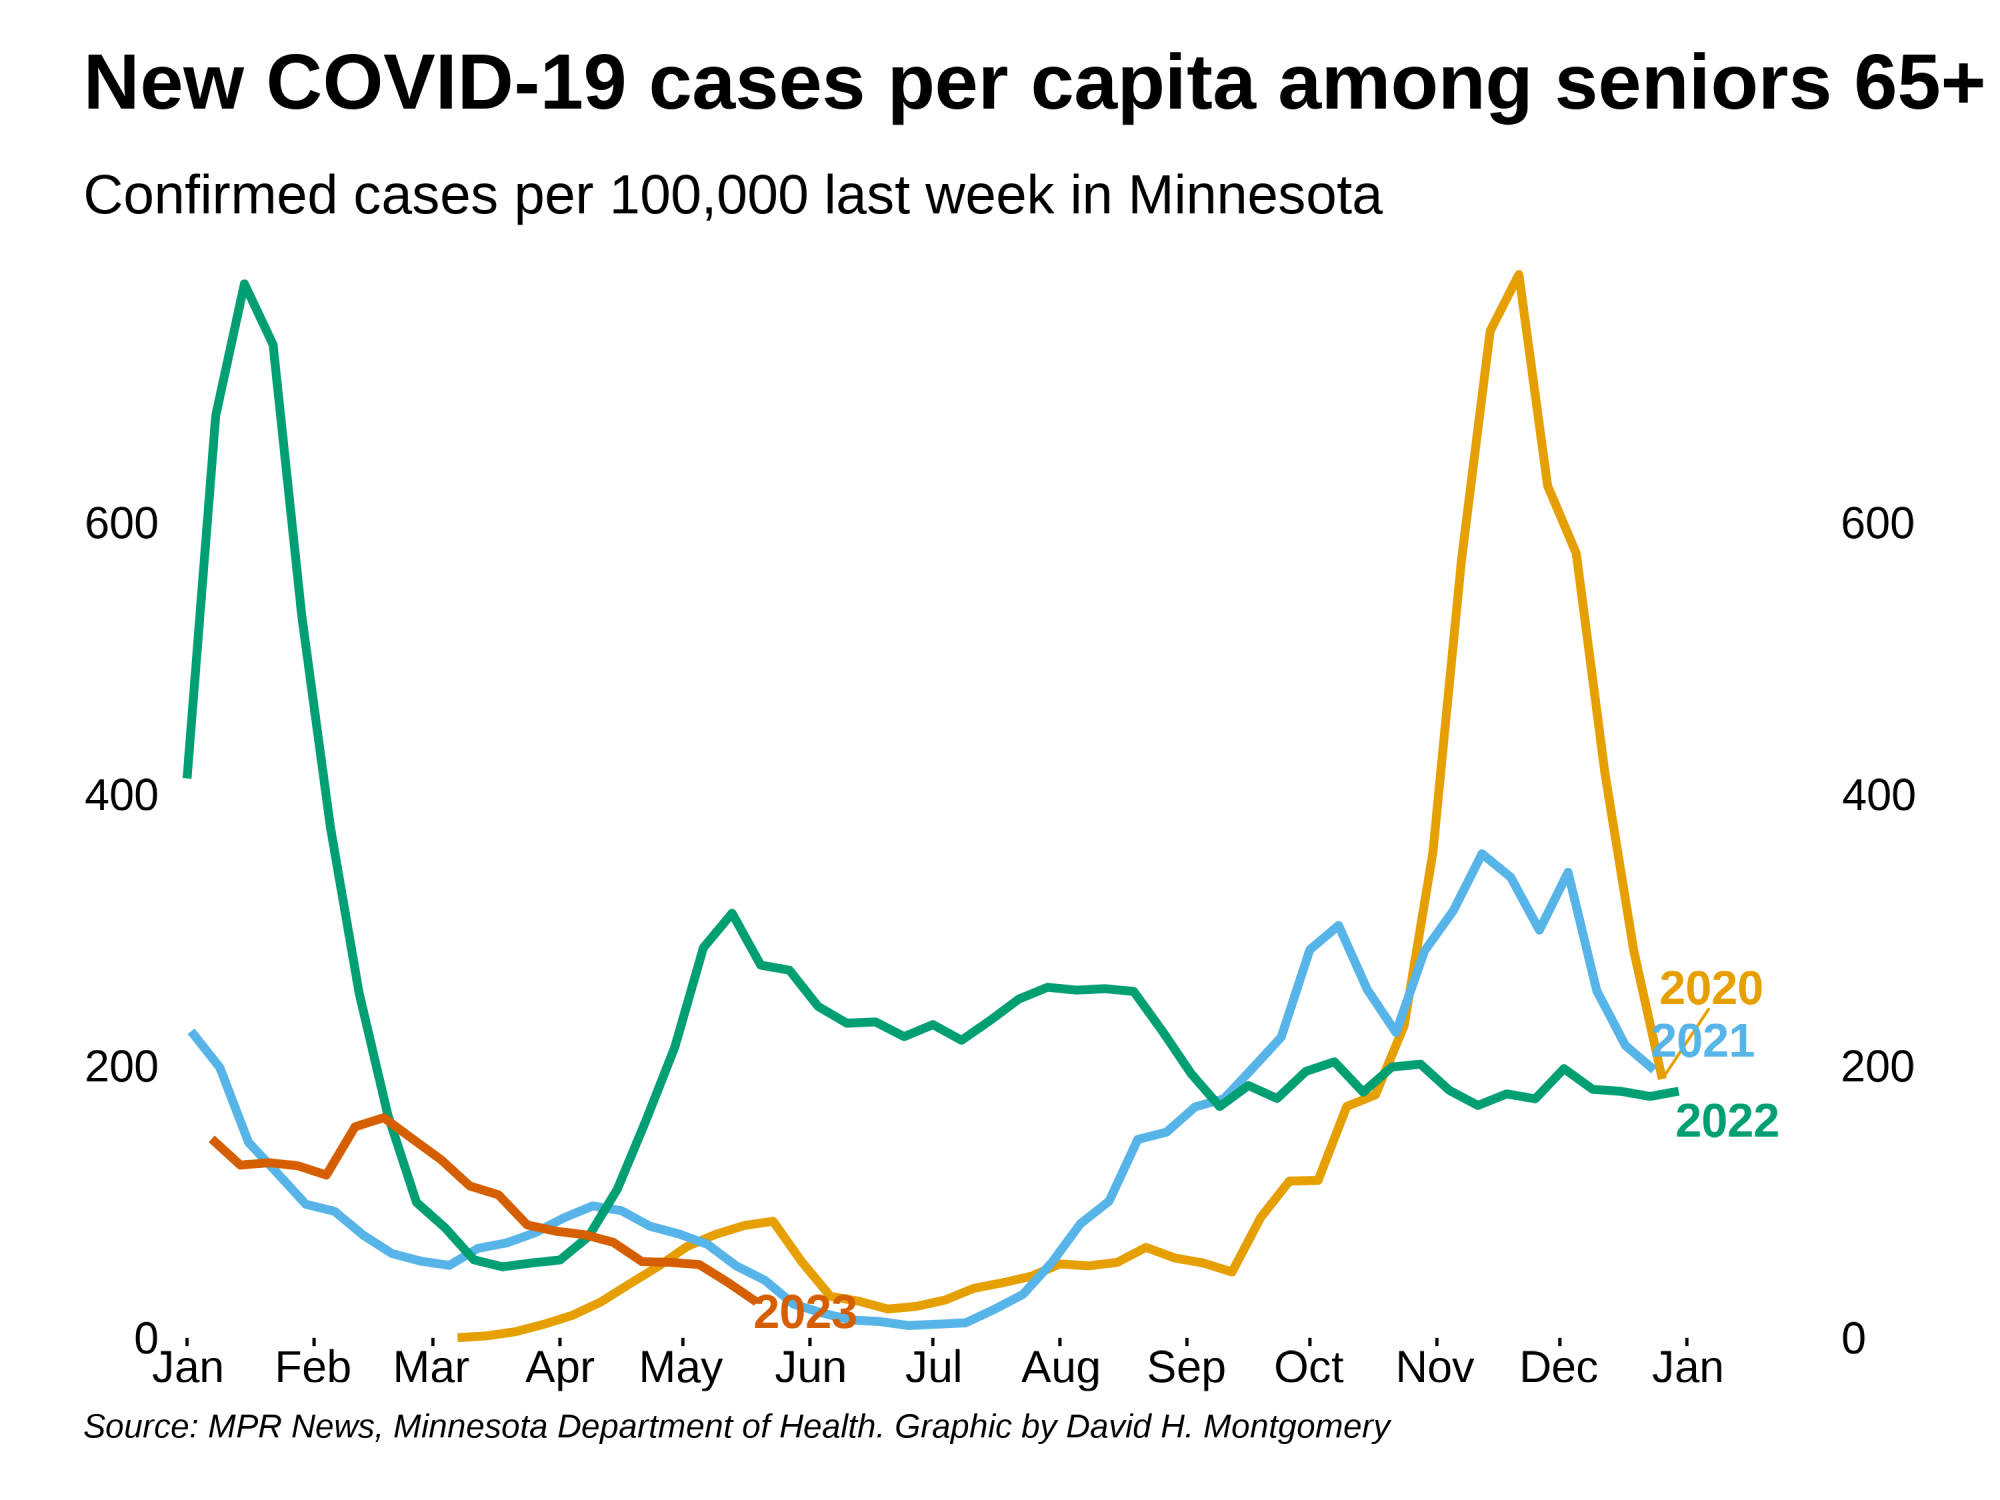 New COVID-19 cases per capita among seniors 65+
Confirmed cases per 100,000 last week in Minnesota
600 600
400 400
2020
2021
200 200
2022
2023
0 0
Jan Feb Mar Apr May Jun Jul Aug Sep Oct Nov Dec Jan
Source: MPR News, Minnesota Department of Health. Graphic by David H. Montgomery